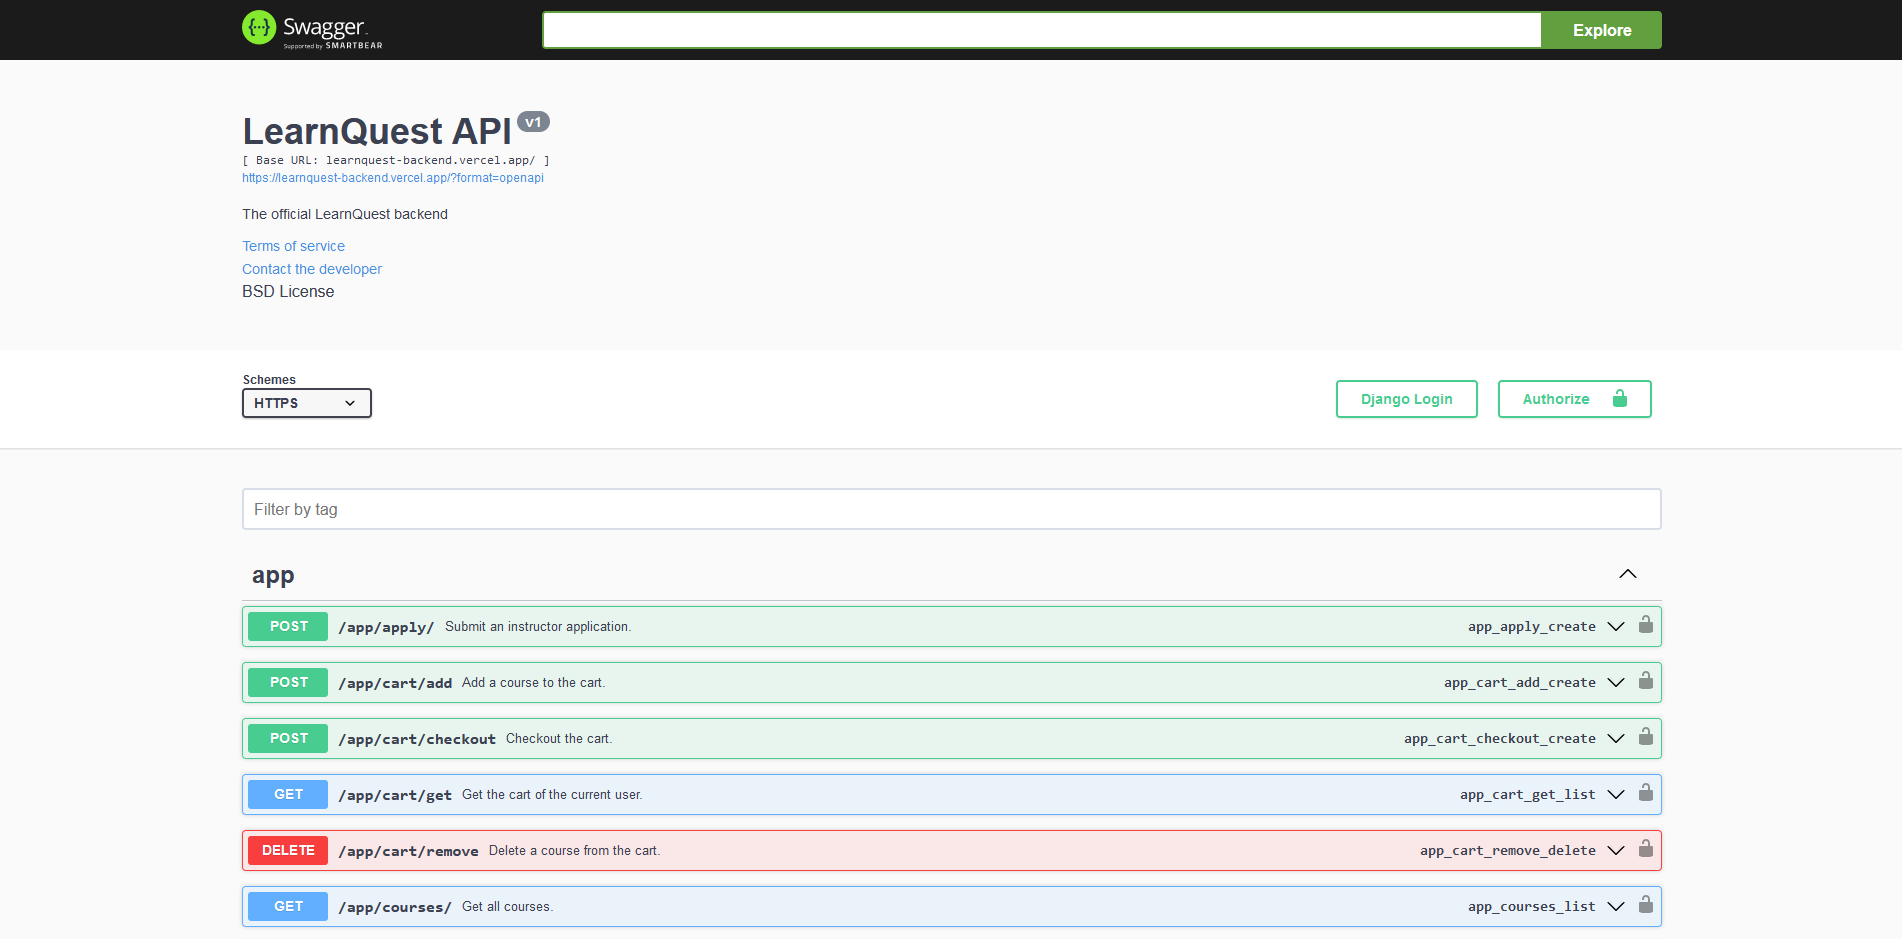 Swagger
Supported by SMARTBEAR
Explore
LearnQuest API v1
[ Base URL: learnquest-backend.vercel.app/ ]
https://learnquest-backend.vercel.app/?format=openapi
The official LearnQuest backend
Terms of service
Contact the developer
BSD License
Schemes
HTTPS
Django Login
Authorize
Filter by tag
app
POST /app/apply/ Submit an instructor application. app_apply_create
POST /app/cart/add Add a course to the cart. app_cart_add_create
POST /app/cart/checkout Checkout the cart. app_cart_checkout_create
GET /app/cart/get Get the cart of the current user. app_cart_get_list
DELETE /app/cart/remove Delete a course from the cart. app_cart_remove_delete
GET /app/courses/ Get all courses. app_courses_list